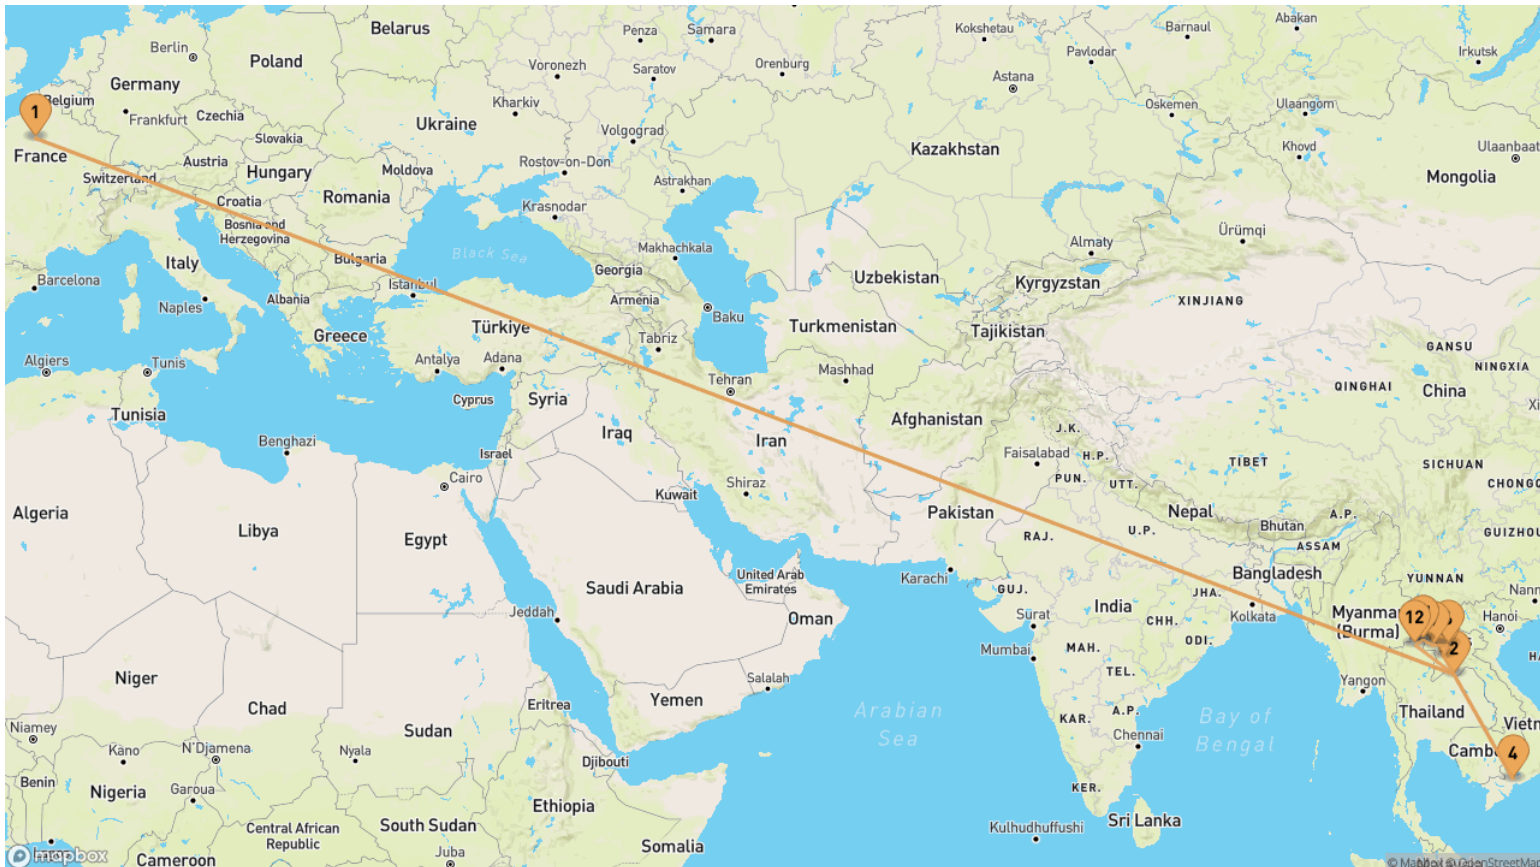 Belarus
Penza
Samara
Kokshetau
Barnaul
Abakan
Berlin
Poland
Voronezh
Saratov
Orenburg
Pavlodar
Irkutsk
Germany
Astana
Belgium
1
Frankfurt
Czechia
Ukraine
Kharkiv
Volgograd
Oskemen
Ulaangom
France
Slovakia
Kazakhstan
Khovd
Ulaanbaat
Austria
Moldova
Rostov-on-Don
Switzerland
Hungary
Astrakhan
Mongolia
Croatia
Romania
Krasnodar
Bosnia and
Herzegovina
Black Sea
Makhachkala
Almaty
Ürümqi
Italy
Bulgaria
Georgia
Uzbekistan
Kyrgyzstan
Barcelona
Istanbul
Naples
Albania
Armenia
Baku
XINJIANG
Greece
Türkiye
Tabriz
Turkmenistan
Tajikistan
GANSU
Algiers
Tunis
Antalya
Adana
Tehran
Mashhad
NINGXIA
QINGHAI
China
Tunisia
Cyprus
Syria
Afghanistan
Xi
Benghazi
Iraq
Iran
J.K.
Israel
Faisalabad
H.P.
TIBET
SICHUAN
Cairo
Kuwait
Shiraz
PUN.
UTT.
CHONGQ
Algeria
Libya
Egypt
Pakistan
Nepal
Bhutan
A.P.
RAJ.
U.P.
ASSAM
GUIZHOU
Saudi Arabia
United Arab
Emirates
Karachi
GUJ.
Bangladesh
YUNNAN
JHA.
Nann
Jeddah
Oman
Surat
India
CHH.
Kolkata
Myanmar
(Burma)
12
Hanoi
Mumbai
MAH.
ODI.
2
Niger
TEL.
Chad
Salalah
Yangon
Sudan
Eritrea
Yemen
Arabian
Sea
KAR.
A.P.
Bay of
Bengal
Thailand
Vietn
Niamey
Kano
N'Djamena
Nyala
Djibouti
Chennai
Cambo
4
Benin
Nigeria
Garoua
KER.
Ethiopia
Central African
Republic
South Sudan
Kulhudhuffushi
Sri Lanka
Somalia
Juba
Cameroon
mapbox
© OpenStreetMap